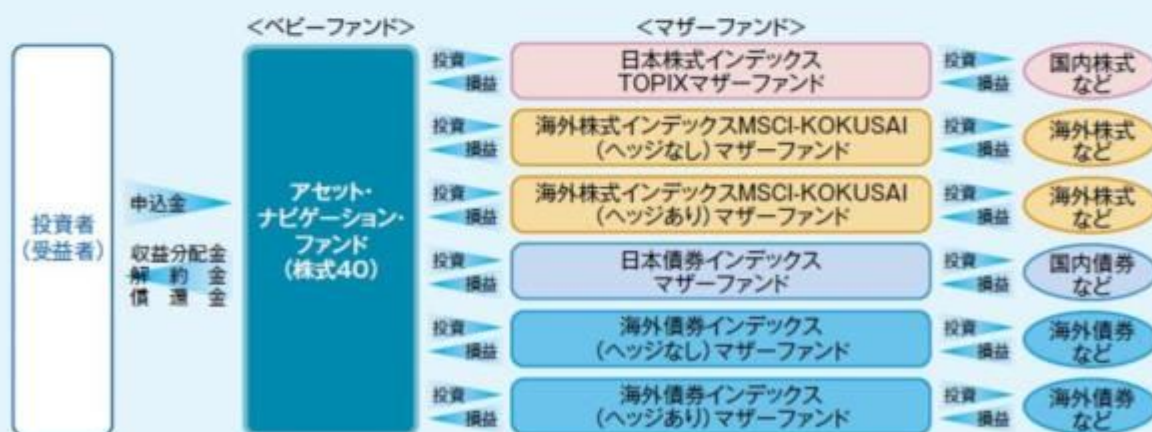 <ベビーファンド>
<マザーファンド>
投資者
(受益者)
申込金
収益分配金
解約金
償還金
アセット・
ナビゲーション・
ファンド
(株式40)
投資
損益
日本株式インデックス
TOPIXマザーファンド
投資
損益
国内株式
など
投資
損益
海外株式インデックスMSCI-KOKUSAI
(ヘッジなし)マザーファンド
投資
損益
海外株式
など
投資
損益
海外株式インデックスMSCI-KOKUSAI
(ヘッジあり)マザーファンド
投資
損益
海外株式
など
投資
損益
日本債券インデックス
マザーファンド
投資
損益
国内債券
など
投資
損益
海外債券インデックス
(ヘッジなし)マザーファンド
投資
損益
海外債券
など
投資
損益
海外債券インデックス
(ヘッジあり)マザーファンド
投資
損益
海外債券
など